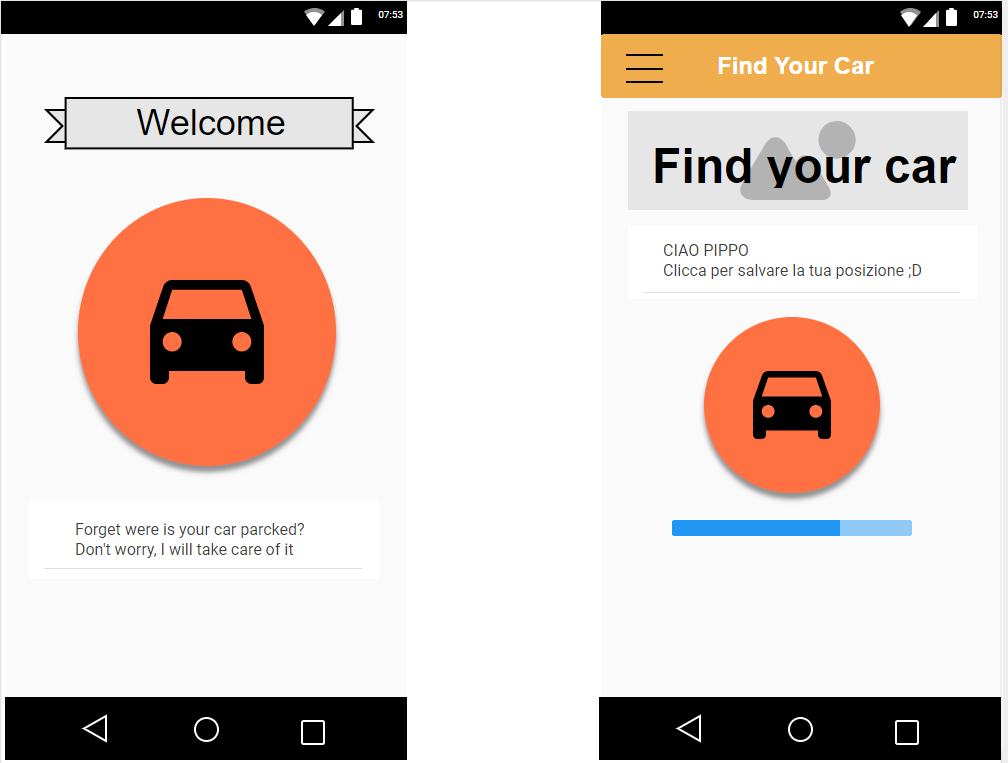 07:53
Welcome
Forget were is your car parcked?
Don't worry, I will take care of it
07:53
Find Your Car
Find your car
CIAO PIPPO
Clicca per salvare la tua posizione ;D